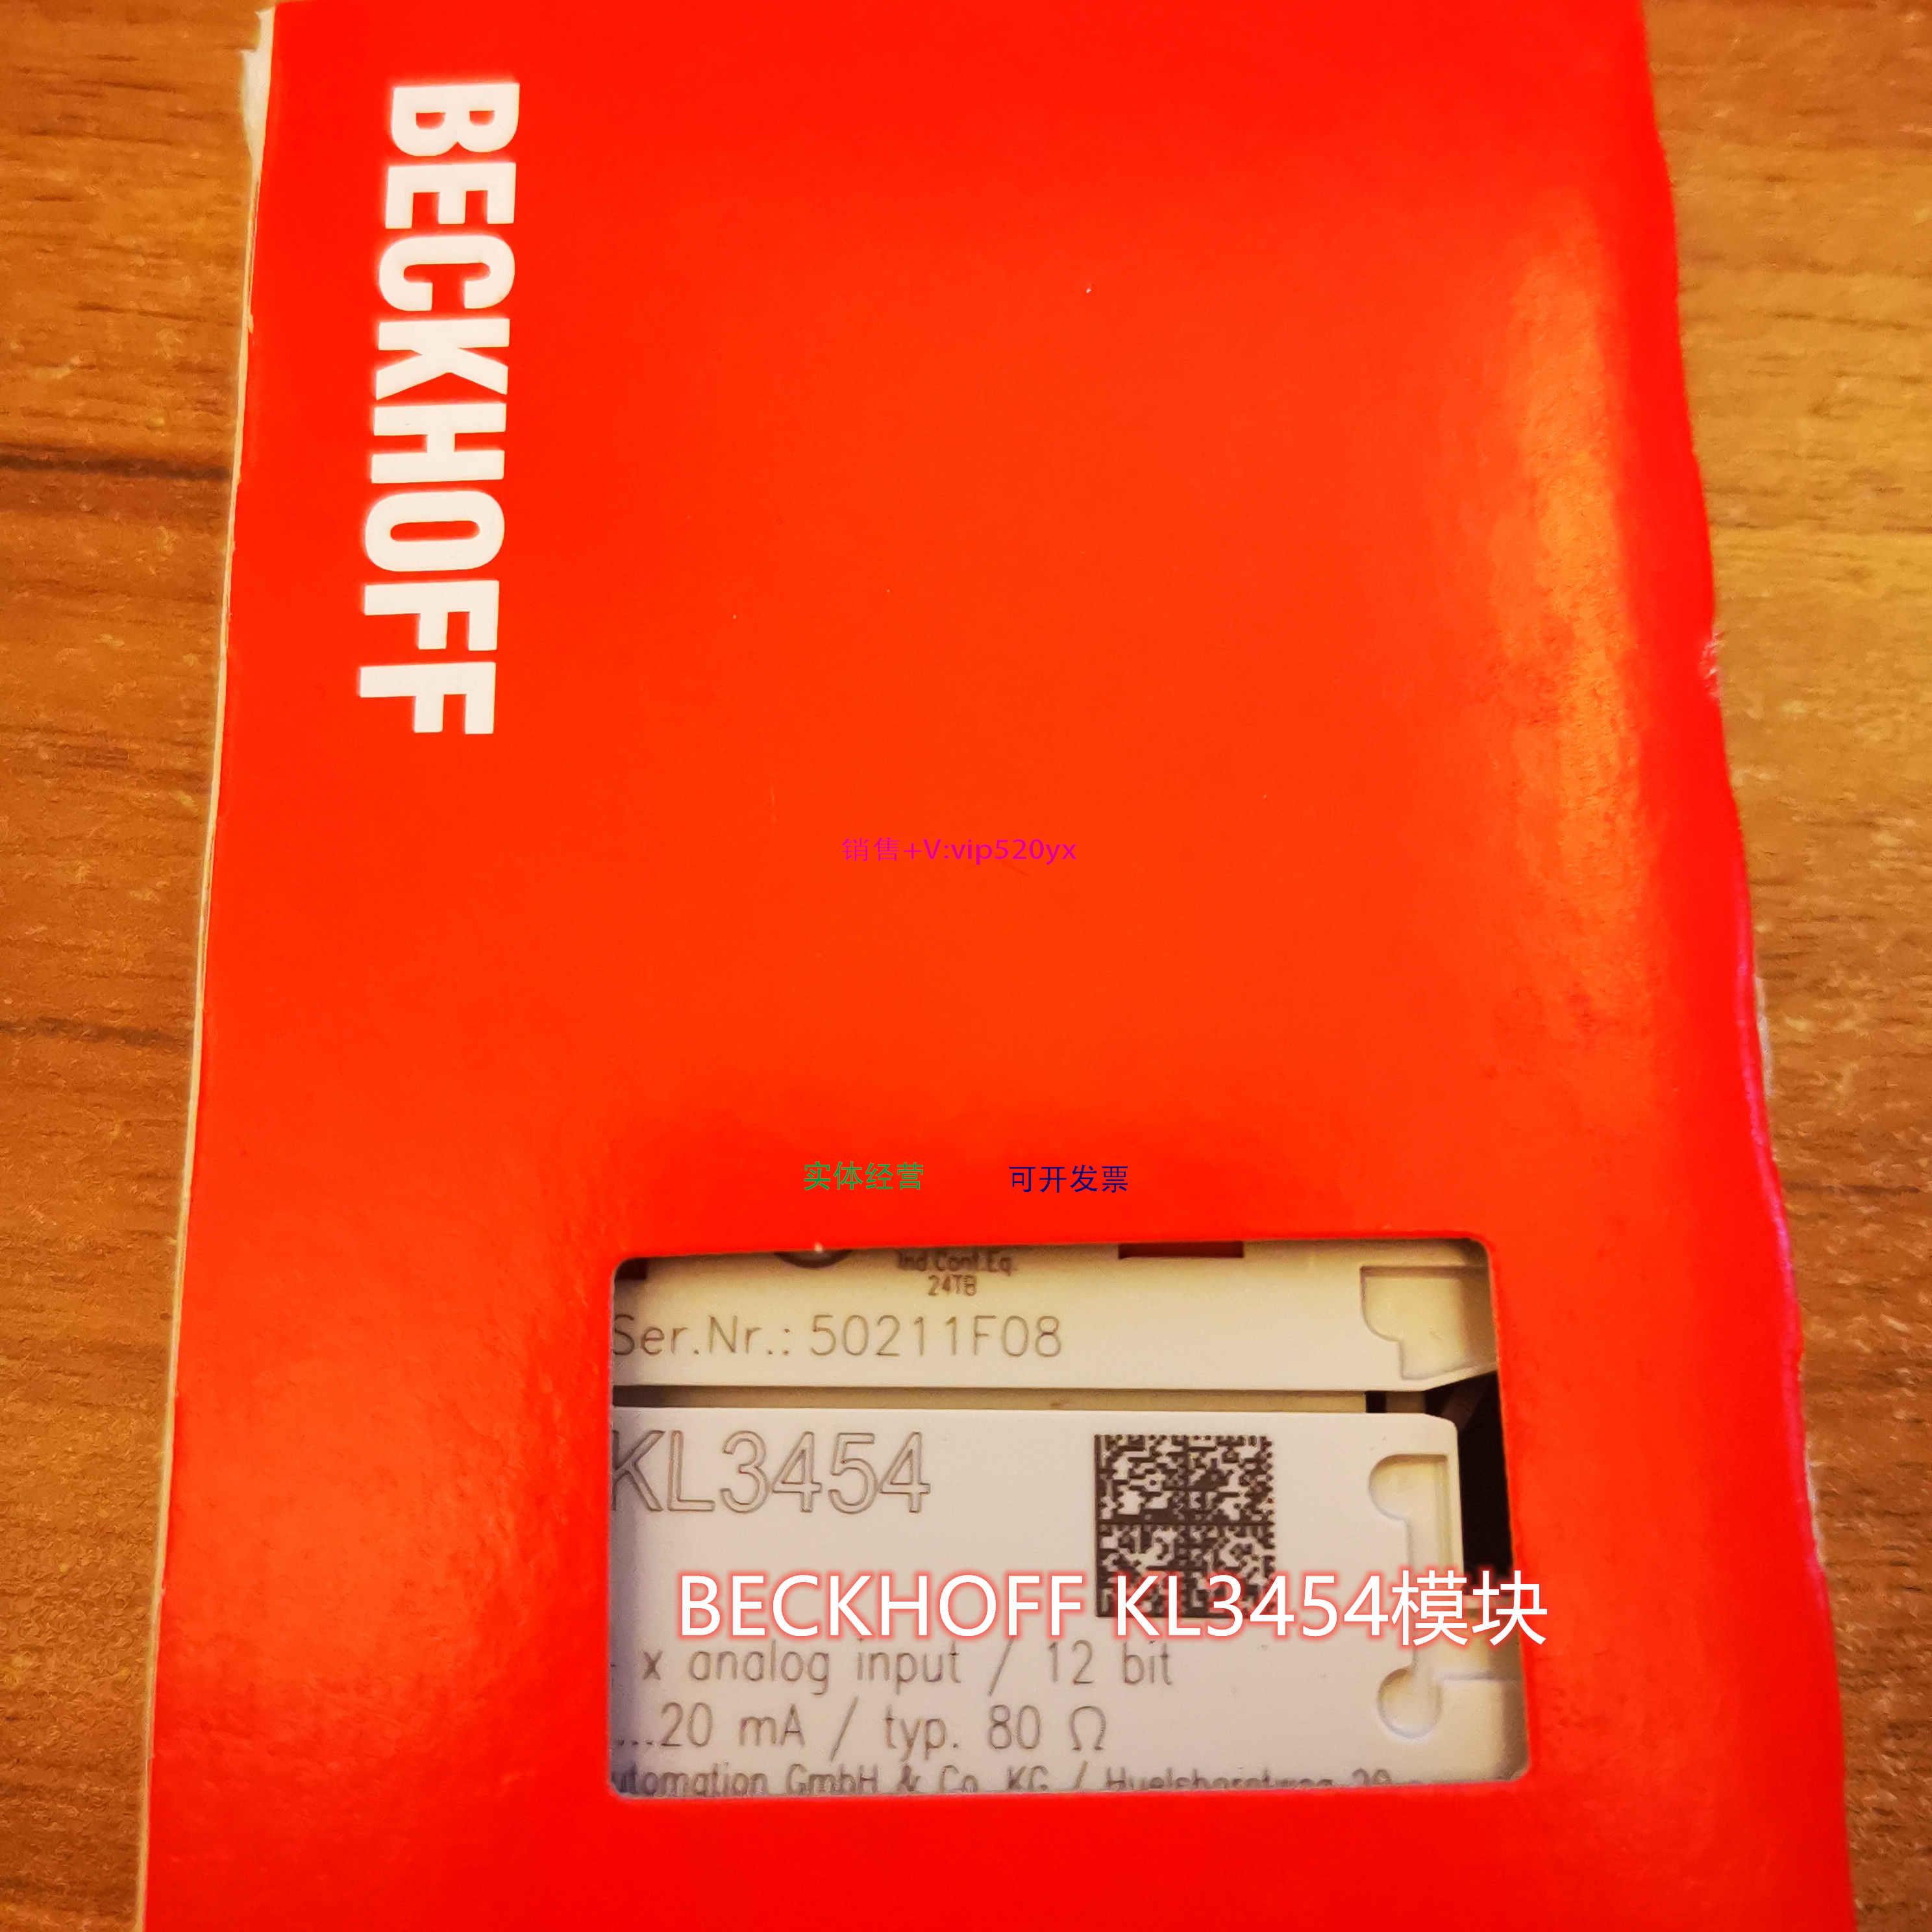 BECKHOFF
销售+V:vip520yx
实体经营 可开发票
Ind.Cont.Eq.
24TB
Ser.Nr.: 50211F08
KL3454
BECKHOFF KL3454模块
x analog input / 12 bit
...20 mA / typ. 80 Ω
utomation GmbH & Co. KG /